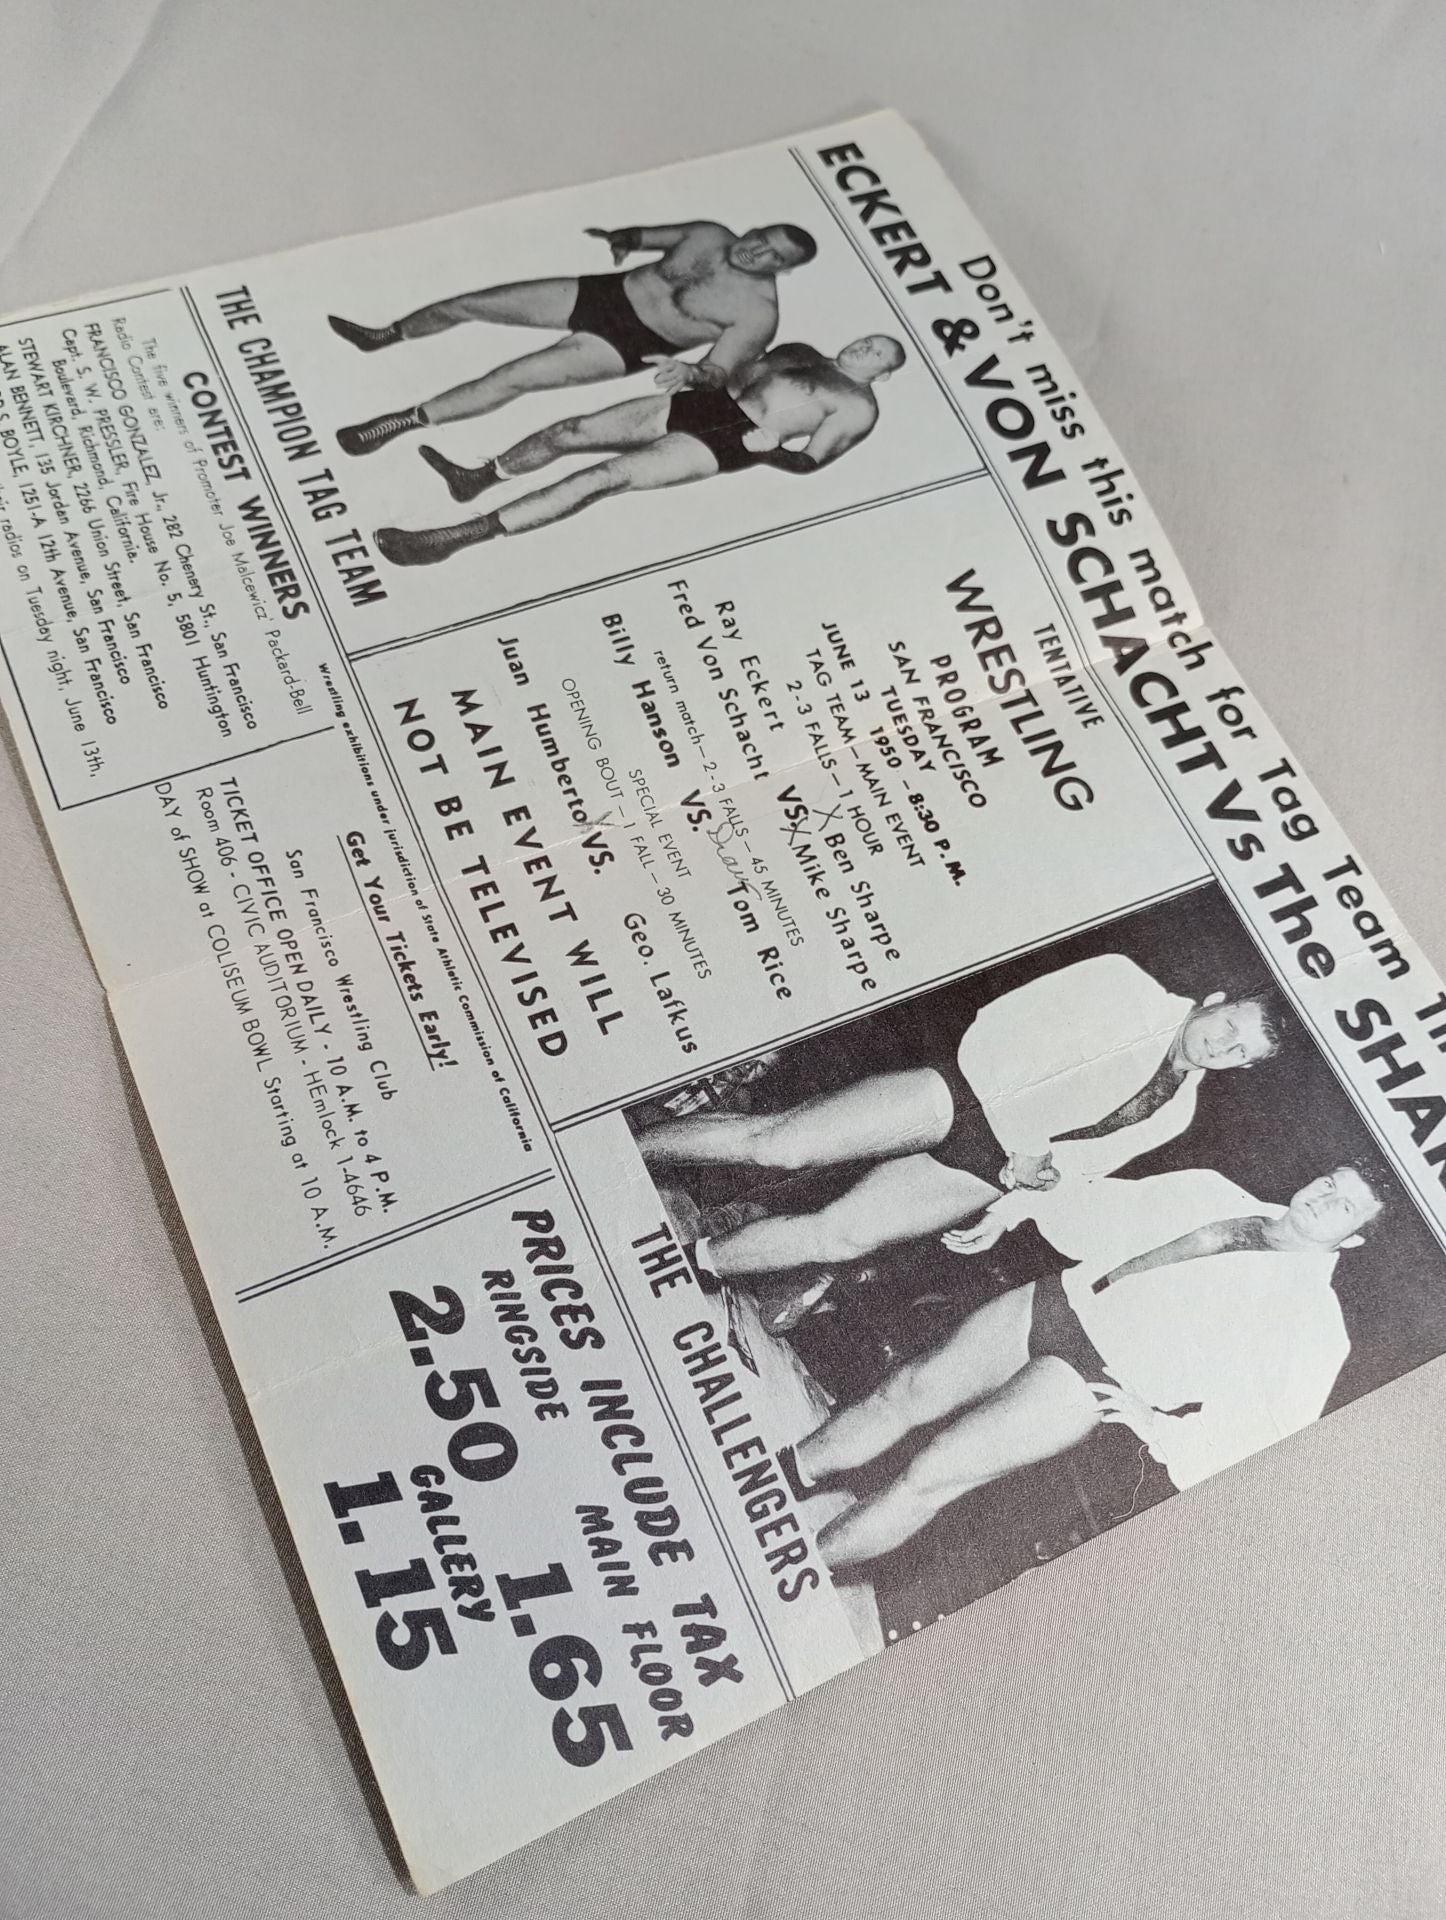 Don't miss this match for Tag Team
ECKERT & VON SCHACHT Vs The
THE CHAMPION TAG TEAM
TENTATIVE
WRESTLING
PROGRAM
SAN FRANCISCO
TUESDAY
JUNE 13 1950 - 8:30 P.M.
TAG TEAM — MAIN EVENT
2-3 FALLS — 1 HOUR
Ray Eckert X Ben Sharpe
Fred Von Schacht VS. X Mike Sharpe
return match — 2-3 FALLS — 45 MINUTES
Billy Hanson VS. Draw Tom Rice
SPECIAL EVENT
OPENING BOUT — 1 FALL — 30 MINUTES
Juan Humberto X VS. Geo. Lafkus
MAIN EVENT WILL
NOT BE TELEVISED
THE CHALLENGERS
CONTEST WINNERS
The five winners of Promoter Joe Malcewicz' Packard-Bell
Radio Contest are:
FRANCISCO GONZALEZ, Jr., 282 Chenery St., San Francisco
Capt. S. W. PRESSLER, Fire House No. 5, 5801 Huntington
Boulevard, Richmond, California.
STEWART KIRCHNER, 2266 Union Street, San Francisco
ALAN BENNETT, 135 Jordan Avenue, San Francisco
S. BOYLE, 1251-A 12th Avenue, San Francisco
radios on Tuesday night, June 13th,
Wrestling exhibitions under jurisdiction of State Athletic Commission of California
Get Your Tickets Early!
San Francisco Wrestling Club
TICKET OFFICE OPEN DAILY - 10 A.M. to 4 P.M.
Room 406 - CIVIC AUDITORIUM - HEmlock 1-4646
DAY of SHOW at COLISEUM BOWL Starting at 10 A.M.
PRICES INCLUDE TAX
RINGSIDE MAIN FLOOR
2.50 1.65
GALLERY
1.15